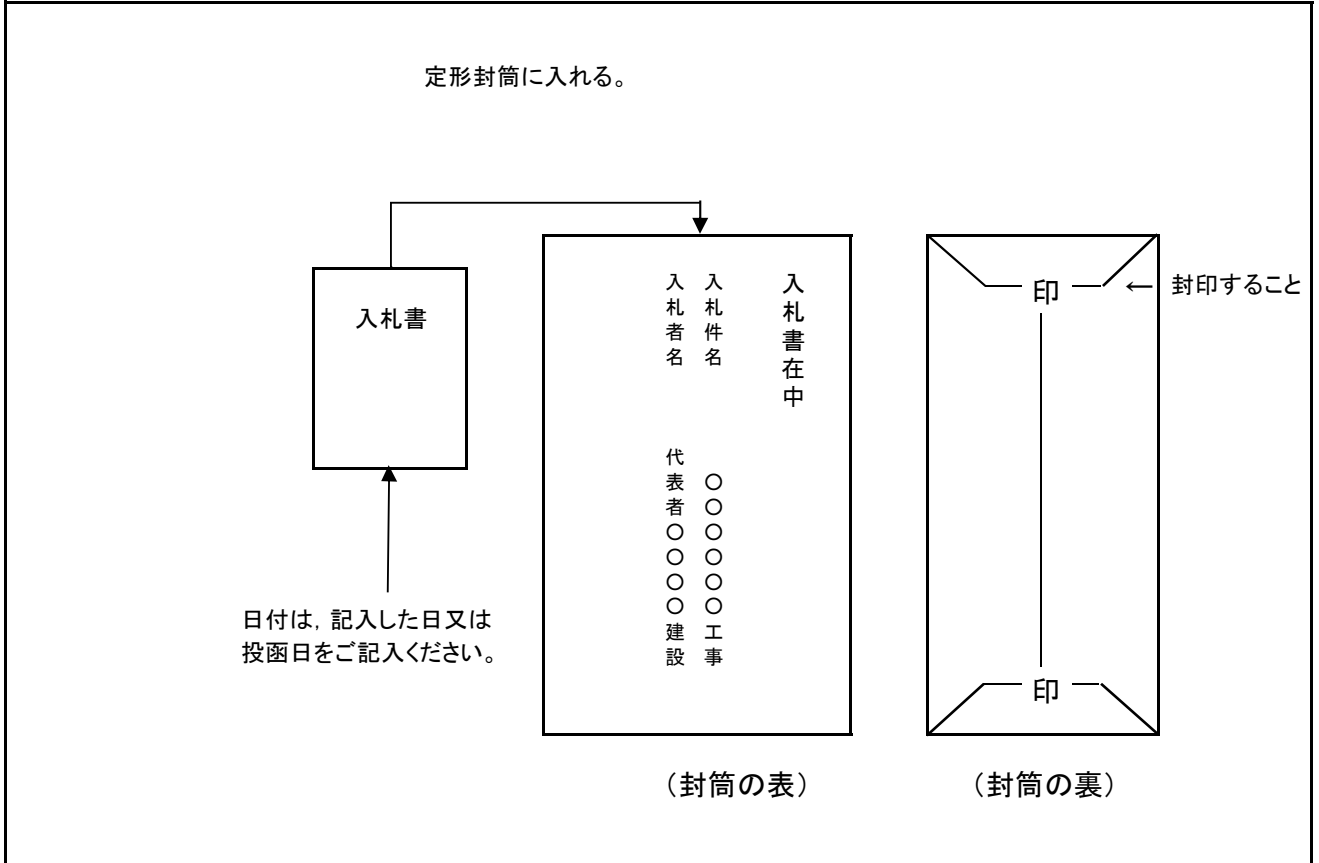 定形封筒に入れる。
入札書
日付は，記入した日又は
投函日をご記入ください。
入札書在中
入札件名　○○○○○○工事
入札者名　代表者○○○○建設
（封筒の表）
印
封印すること
印
（封筒の裏）